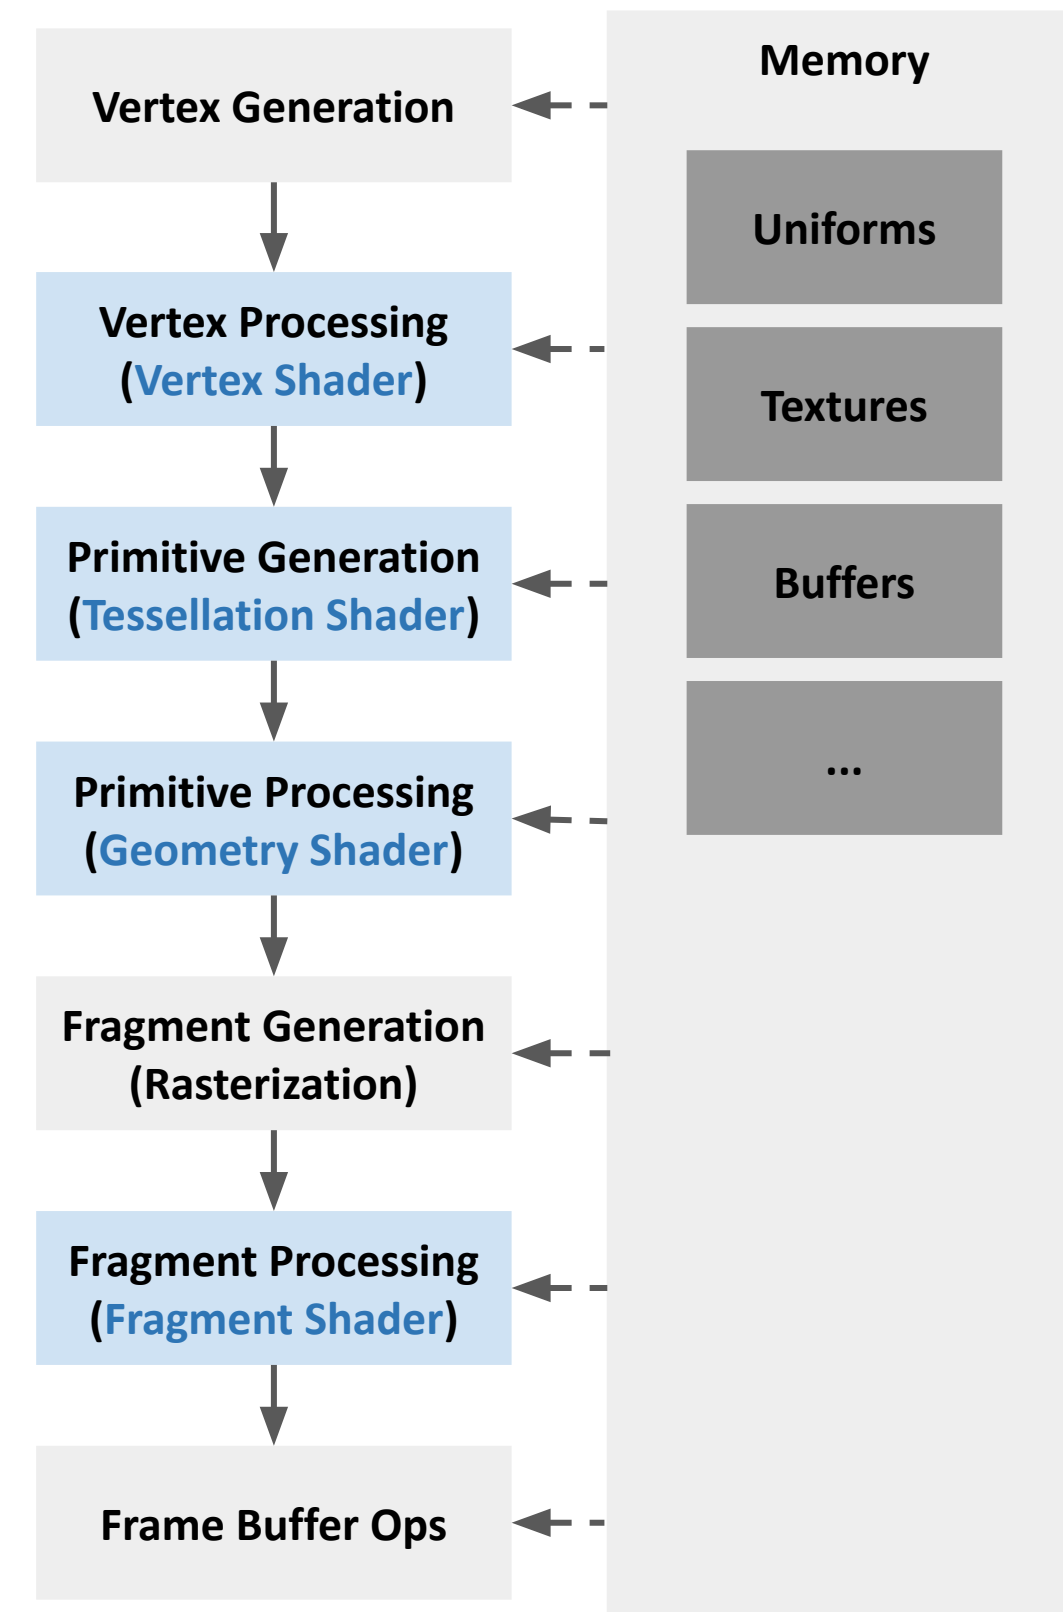 Vertex Generation
Vertex Processing
(Vertex Shader)
Primitive Generation
(Tessellation Shader)
Primitive Processing
(Geometry Shader)
Fragment Generation
(Rasterization)
Fragment Processing
(Fragment Shader)
Frame Buffer Ops
Memory
Uniforms
Textures
Buffers
...